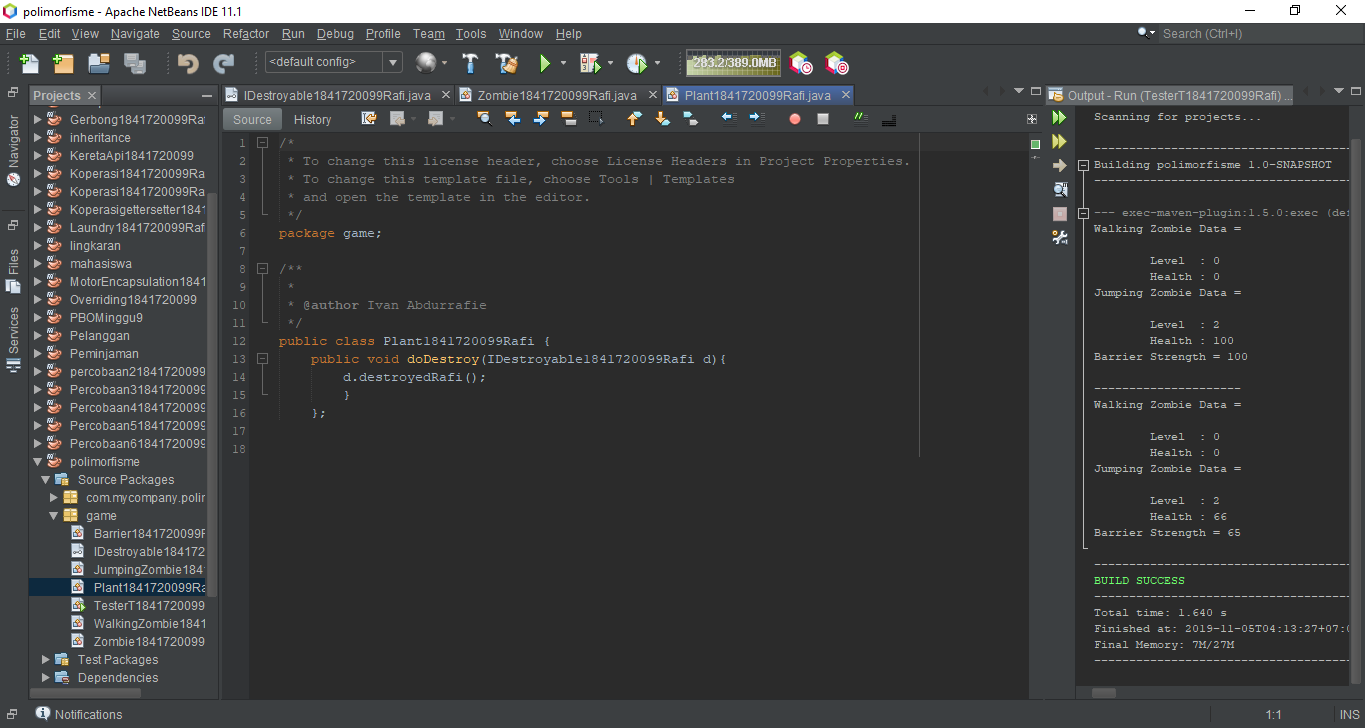 polimorfisme - Apache NetBeans IDE 11.1
File Edit View Navigate Source Refactor Run Debug Profile Team Tools Window Help
Search (Ctrl+I)
<default config>
283.2/389.0MB
Projects
IDestroyable1841720099Rafi.java
Zombie1841720099Rafi.java
Plant1841720099Rafi.java
Output - Run (TesterT1841720099Rafi) ...
Navigator
Files
Services
Gerbong1841720099Ra
inheritance
KeretaApi1841720099
Koperasi1841720099Ra
Koperasi1841720099Ra
Koperasigettersetter1841
Laundry1841720099Raf
lingkaran
mahasiswa
MotorEncapsulation1841
Overriding1841720099
PBOMinggu9
Pelanggan
Peminjaman
percobaan21841720099
Percobaan31841720099
Percobaan41841720099
Percobaan51841720099
Percobaan61841720099
polimorfisme
Source Packages
com.mycompany.polir
game
Barrier1841720099F
IDestroyable184172
JumpingZombie184
Plant1841720099Ra
TesterT1841720099
WalkingZombie1841
Zombie1841720099
Test Packages
Dependencies
Source History
1 /*
2 * To change this license header, choose License Headers in Project Properties.
3 * To change this template file, choose Tools | Templates
4 * and open the template in the editor.
5 */
6 package game;
7
8 /**
9 *
10 * @author Ivan Abdurrafie
11 */
12 public class Plant1841720099Rafi {
13 public void doDestroy(IDestroyable1841720099Rafi d){
14 d.destroyedRafi();
15 }
16 };
17
18
Scanning for projects...
------------------------------------
Building polimorfisme 1.0-SNAPSHOT
------------------------------------
--- exec-maven-plugin:1.5.0:exec (de
Walking Zombie Data =
Level : 0
Health : 0
Jumping Zombie Data =
Level : 2
Health : 100
Barrier Strength = 100
---------------------
Walking Zombie Data =
Level : 0
Health : 0
Jumping Zombie Data =
Level : 2
Health : 66
Barrier Strength = 65
------------------------------------
BUILD SUCCESS
------------------------------------
Total time: 1.640 s
Finished at: 2019-11-05T04:13:27+07:0
Final Memory: 7M/27M
------------------------------------
Notifications
1:1
INS